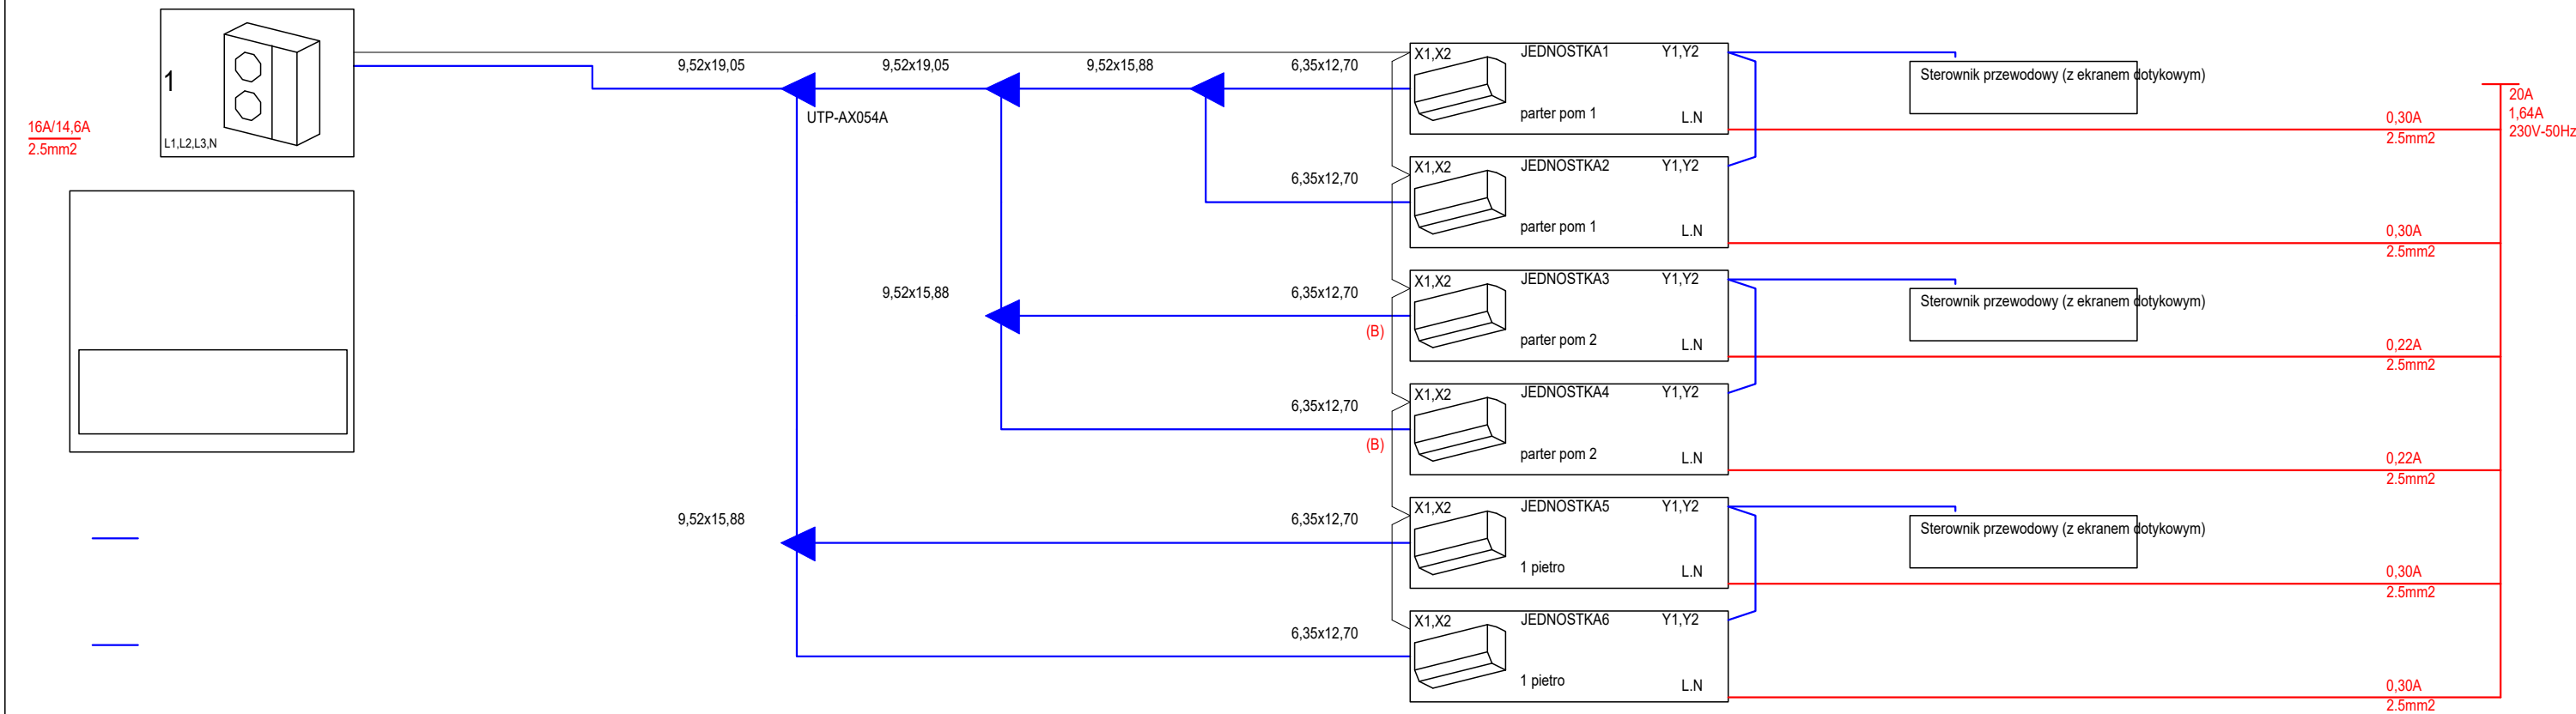 1
L1,L2,L3,N
16A/14,6A
2.5mm2
9,52x19,05
9,52x19,05
9,52x15,88
6,35x12,70
UTP-AX054A
X1,X2 JEDNOSTKA1 Y1,Y2
parter pom 1 L.N
Sterownik przewodowy (z ekranem dotykowym)
0,30A
2.5mm2
20A
1,64A
230V-50Hz
6,35x12,70
X1,X2 JEDNOSTKA2 Y1,Y2
parter pom 1 L.N
0,30A
2.5mm2
9,52x15,88
6,35x12,70
(B)
X1,X2 JEDNOSTKA3 Y1,Y2
parter pom 2 L.N
Sterownik przewodowy (z ekranem dotykowym)
0,22A
2.5mm2
6,35x12,70
(B)
X1,X2 JEDNOSTKA4 Y1,Y2
parter pom 2 L.N
0,22A
2.5mm2
9,52x15,88
6,35x12,70
X1,X2 JEDNOSTKA5 Y1,Y2
1 pietro L.N
Sterownik przewodowy (z ekranem dotykowym)
0,30A
2.5mm2
6,35x12,70
X1,X2 JEDNOSTKA6 Y1,Y2
1 pietro L.N
0,30A
2.5mm2